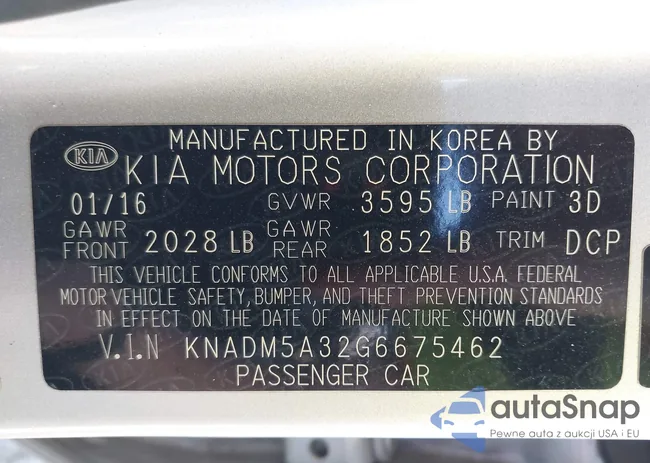 MANUFACTURED IN KOREA BY
KIA KIA MOTORS CORPORATION
01/16 GVWR 3595 LB PAINT 3D
GAWR FRONT 2028 LB GAWR REAR 1852 LB TRIM DCP
THIS VEHICLE CONFORMS TO ALL APPLICABLE U.S.A. FEDERAL
MOTOR VEHICLE SAFETY, BUMPER, AND THEFT PREVENTION STANDARDS
IN EFFECT ON THE DATE OF MANUFACTURE SHOWN ABOVE
V.I.N KNADM5A32G6675462
PASSENGER CAR
autaSnap
Pewne auta z aukcji USA i EU